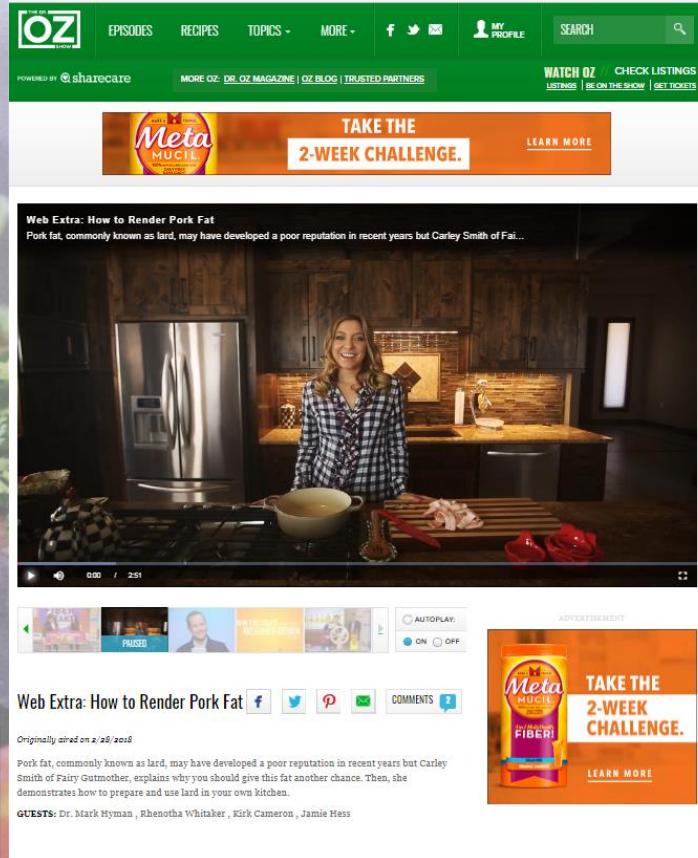 THE DR.
OZ
SHOW
EPISODES RECIPES TOPICS MORE MY PROFILE SEARCH
POWERED BY sharecare
MORE OZ: DR. OZ MAGAZINE | OZ BLOG | TRUSTED PARTNERS
WATCH OZ // CHECK LISTINGS
LISTINGS | BE ON THE SHOW | GET TICKETS
Meta
MUCIL
TAKE THE
2-WEEK CHALLENGE.
LEARN MORE
Web Extra: How to Render Pork Fat
Pork fat, commonly known as lard, may have developed a poor reputation in recent years but Carley Smith of Fai...
0:00 / 2:51
PAUSED
AUTOPLAY:
ON OFF
ADVERTISEMENT
Web Extra: How to Render Pork Fat
COMMENTS 2
Originally aired on 2/28/2018
Pork fat, commonly known as lard, may have developed a poor reputation in recent years but Carley
Smith of Fairy Gutmother, explains why you should give this fat another chance. Then, she
demonstrates how to prepare and use lard in your own kitchen.
GUESTS: Dr. Mark Hyman , Rhenotha Whitaker , Kirk Cameron , Jamie Hess
Meta
MUCIL
FIBER!
TAKE THE
2-WEEK
CHALLENGE.
LEARN MORE